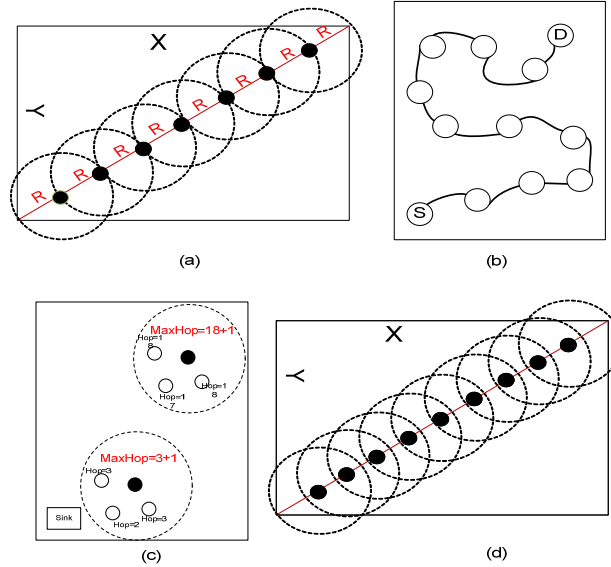 X
Y
R
R
R
R
R
R
R
R
(a)
D
S
(b)
MaxHop=18+1
Hop=1
8
Hop=1
7
Hop=1
8
MaxHop=3+1
Hop=3
Hop=2
Hop=3
Sink
(c)
X
Y
(d)